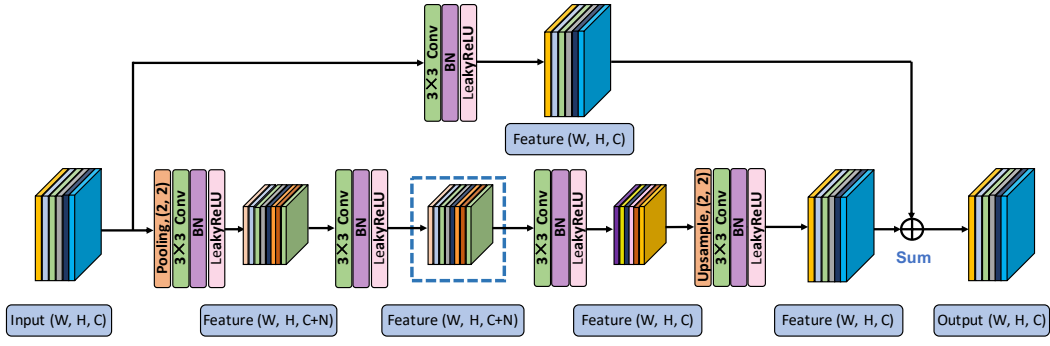 3×3 Conv
BN
LeakyReLU
Feature (W, H, C)
Pooling, (2, 2)
3×3 Conv
BN
LeakyReLU
3×3 Conv
BN
LeakyReLU
3×3 Conv
BN
LeakyReLU
Upsample, (2, 2)
3×3 Conv
BN
LeakyReLU
Sum
Input (W, H, C)
Feature (W, H, C+N)
Feature (W, H, C+N)
Feature (W, H, C)
Feature (W, H, C)
Output (W, H, C)